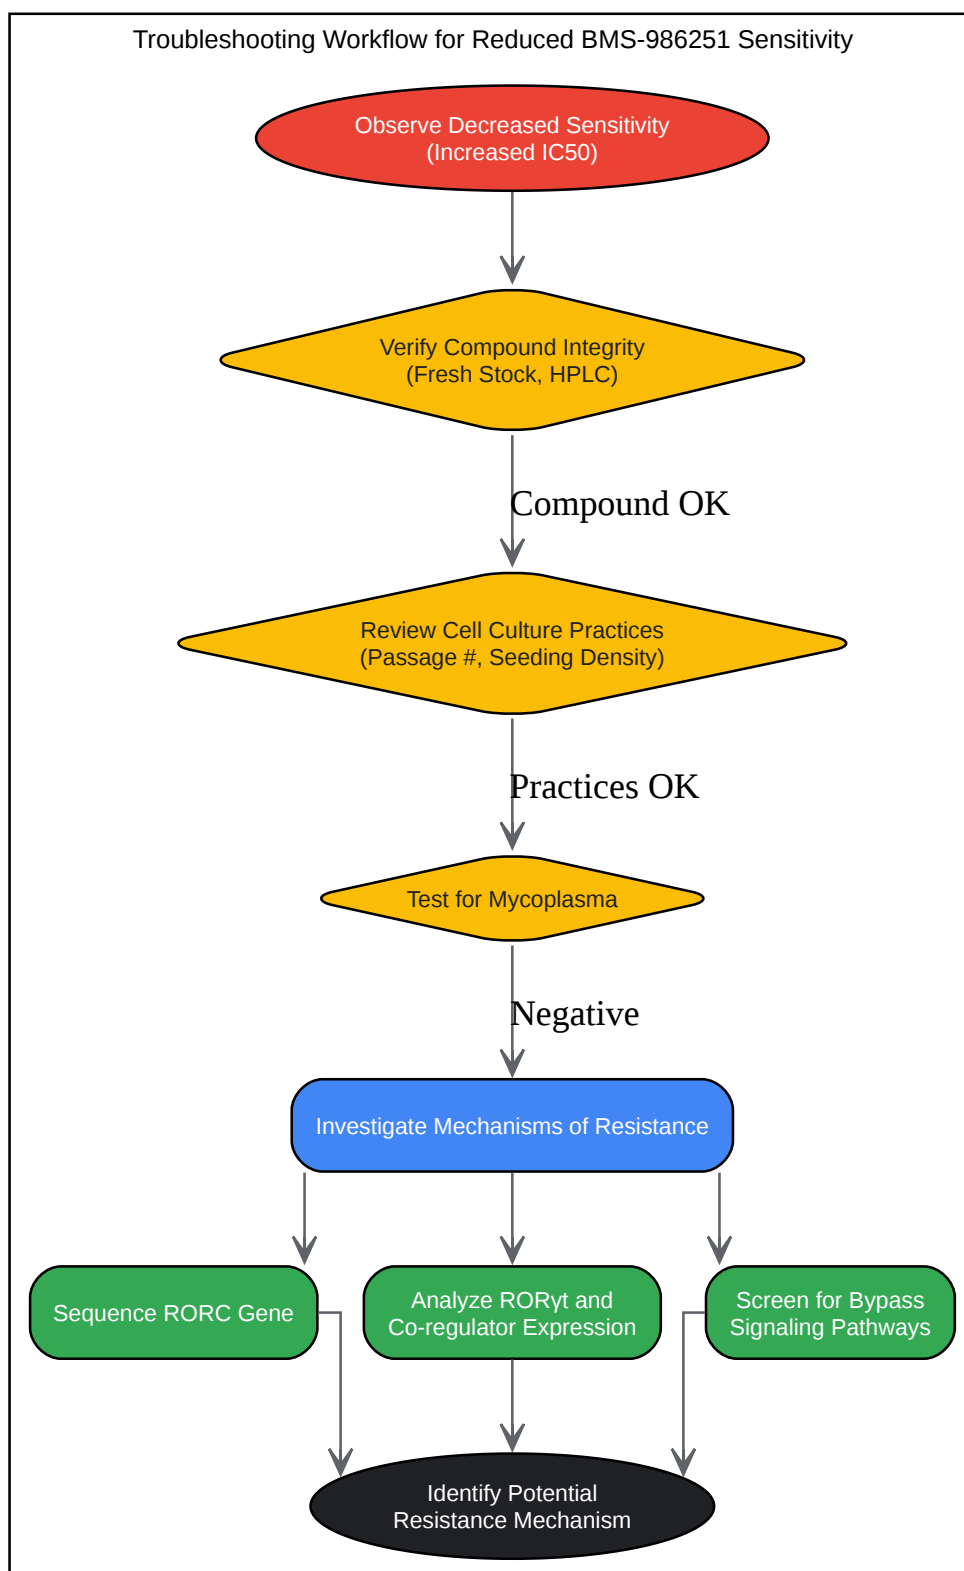 Troubleshooting Workflow for Reduced BMS-986251 Sensitivity
Observe Decreased Sensitivity
(Increased IC50)
Verify Compound Integrity
(Fresh Stock, HPLC)
Compound OK
Review Cell Culture Practices
(Passage #, Seeding Density)
Practices OK
Test for Mycoplasma
Negative
Investigate Mechanisms of Resistance
Sequence RORC Gene
Analyze RORγt and
Co-regulator Expression
Screen for Bypass
Signaling Pathways
Identify Potential
Resistance Mechanism